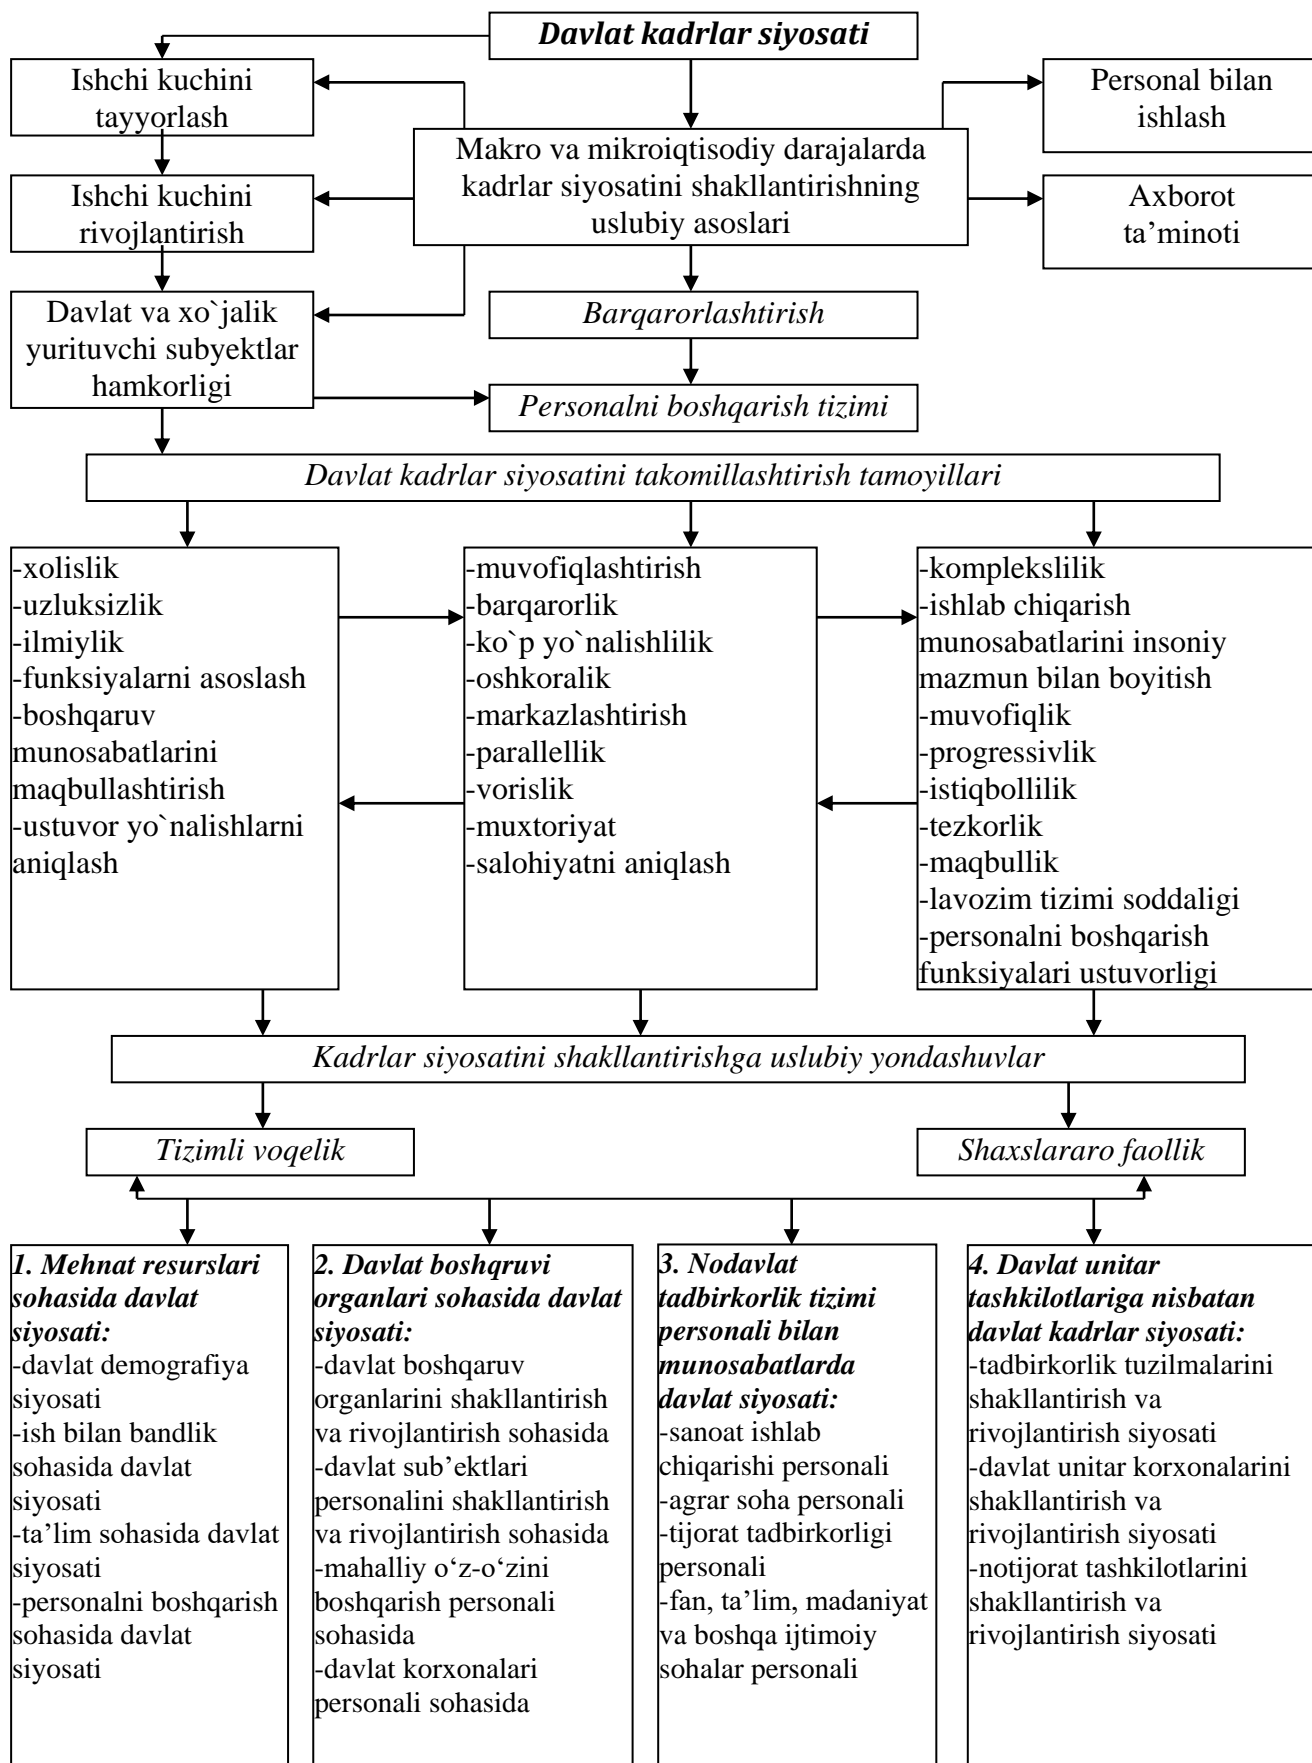 Davlat kadrlar siyosati
Ishchi kuchini
tayyorlash
Personal bilan
ishlash
Makro va mikroiqtisodiy darajalarda
kadrlar siyosatini shakllantirishning
uslubiy asoslari
Ishchi kuchini
rivojlantirish
Axborot
ta’minoti
Davlat va xo`jalik
yurituvchi subyektlar
hamkorligi
Barqarorlashtirish
Personalni boshqarish tizimi
Davlat kadrlar siyosatini takomillashtirish tamoyillari
-xolislik
-uzluksizlik
-ilmiylik
-funksiyalarni asoslash
-boshqaruv
munosabatlarini
maqbullashtirish
-ustuvor yo`nalishlarni
aniqlash
-muvofiqlashtirish
-barqarorlik
-ko`p yo`nalishlilik
-oshkoralik
-markazlashtirish
-parallellik
-vorislik
-muxtoriyat
-salohiyatni aniqlash
-komplekslilik
-ishlab chiqarish
munosabatlarini insoniy
mazmun bilan boyitish
-muvofiqlik
-progressivlik
-istiqbollilik
-tezkorlik
-maqbullik
-lavozim tizimi soddaligi
-personalni boshqarish
funksiyalari ustuvorligi
Kadrlar siyosatini shakllantirishga uslubiy yondashuvlar
Tizimli voqelik
Shaxslararo faollik
1. Mehnat resurslari
sohasida davlat
siyosati:
-davlat demografiya
siyosati
-ish bilan bandlik
sohasida davlat
siyosati
-ta’lim sohasida davlat
siyosati
-personalni boshqarish
sohasida davlat
siyosati
2. Davlat boshqruvi
organlari sohasida davlat
siyosati:
-davlat boshqaruv
organlarini shakllantirish
va rivojlantirish sohasida
-davlat sub’ektlari
personalini shakllantirish
va rivojlantirish sohasida
-mahalliy o‘z-o‘zini
boshqarish personali
sohasida
-davlat korxonalari
personali sohasida
3. Nodavlat
tadbirkorlik tizimi
personali bilan
munosabatlarda
davlat siyosati:
-sanoat ishlab
chiqarishi personali
-agrar soha personali
-tijorat tadbirkorligi
personali
-fan, ta’lim, madaniyat
va boshqa ijtimoiy
sohalar personali
4. Davlat unitar
tashkilotlariga nisbatan
davlat kadrlar siyosati:
-tadbirkorlik tuzilmalarini
shakllantirish va
rivojlantirish siyosati
-davlat unitar korxonalarini
shakllantirish va
rivojlantirish siyosati
-notijorat tashkilotlarini
shakllantirish va
rivojlantirish siyosati